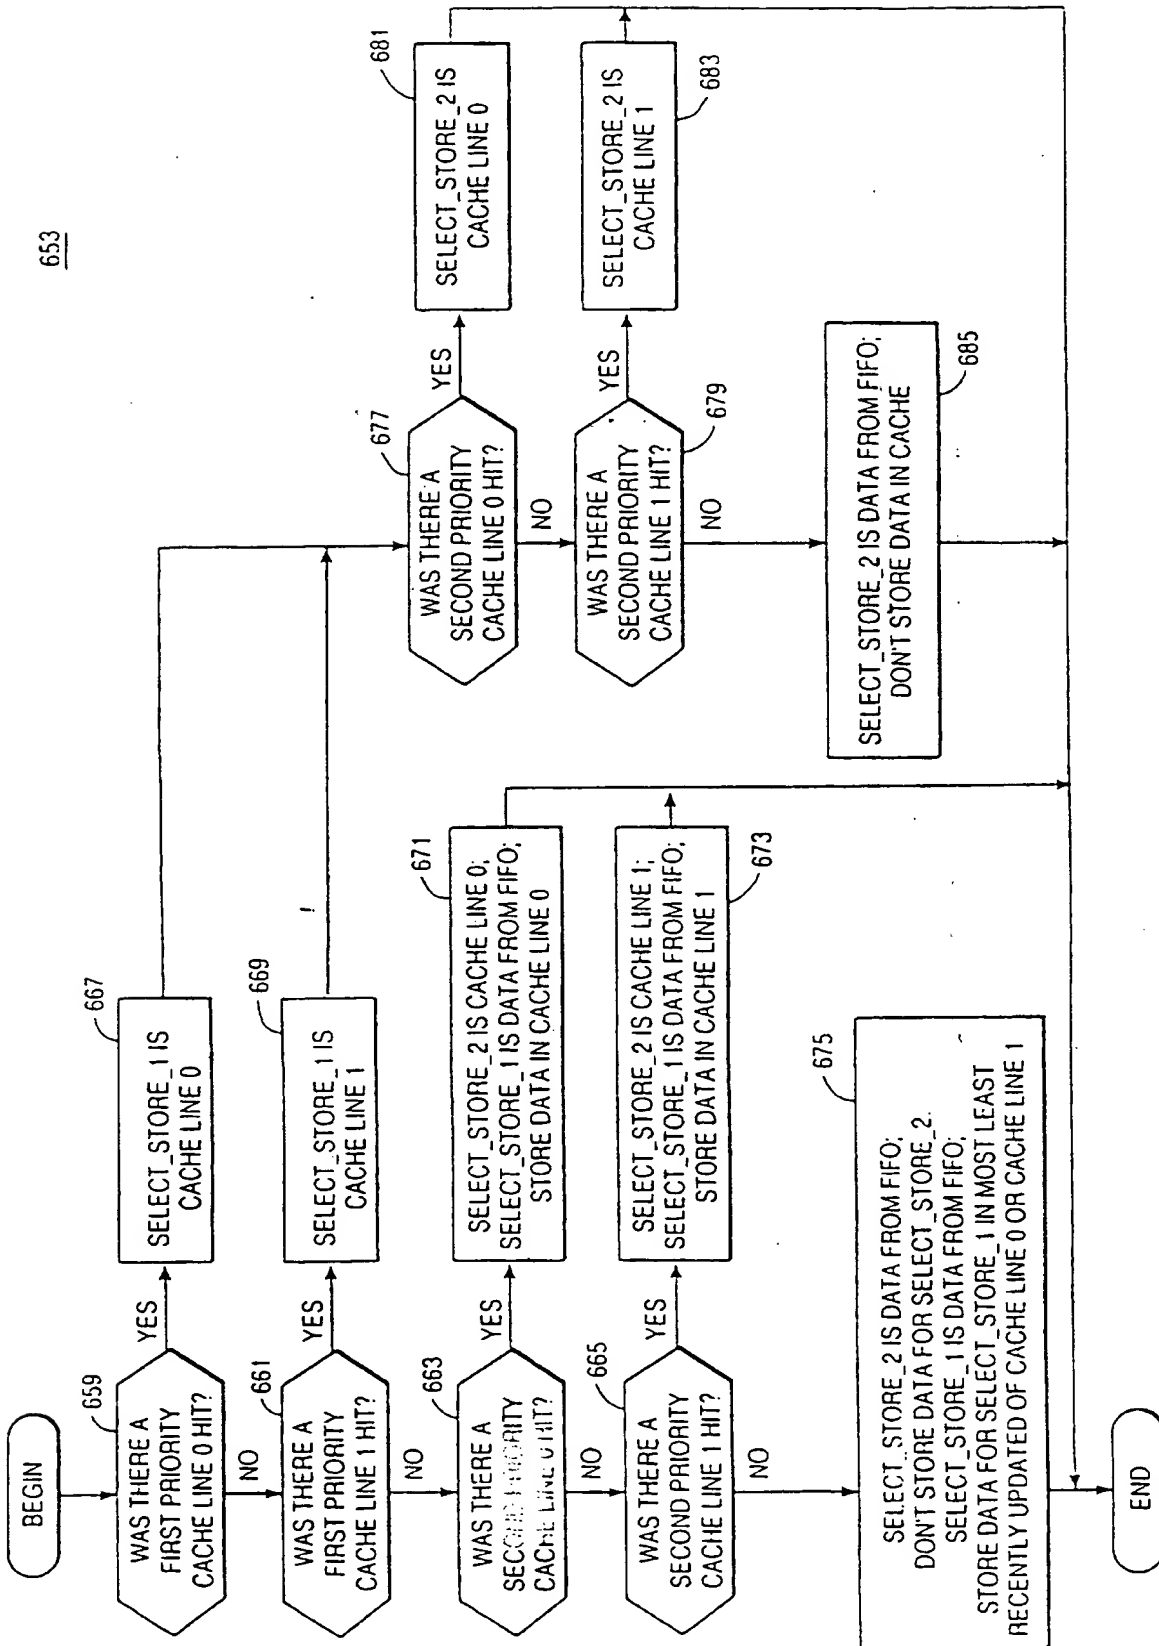 653
BEGIN
659
WAS THERE A
FIRST PRIORITY
CACHE LINE 0 HIT?
YES
NO
667
SELECT_STORE_1 IS
CACHE LINE 0
661
WAS THERE A
FIRST PRIORITY
CACHE LINE 1 HIT?
YES
NO
669
SELECT_STORE_1 IS
CACHE LINE 1
663
WAS THERE A
SECOND PRIORITY
CACHE LINE 0 HIT?
YES
NO
671
SELECT_STORE_2 IS CACHE LINE 0;
SELECT_STORE_1 IS DATA FROM FIFO;
STORE DATA IN CACHE LINE 0
665
WAS THERE A
SECOND PRIORITY
CACHE LINE 1 HIT?
YES
NO
673
SELECT_STORE_2 IS CACHE LINE 1;
SELECT_STORE_1 IS DATA FROM FIFO;
STORE DATA IN CACHE LINE 1
675
SELECT_STORE_2 IS DATA FROM FIFO;
DON'T STORE DATA FOR SELECT_STORE_2.
SELECT_STORE_1 IS DATA FROM FIFO;
STORE DATA FOR SELECT_STORE_1 IN MOST LEAST
RECENTLY UPDATED OF CACHE LINE 0 OR CACHE LINE 1
677
WAS THERE A
SECOND PRIORITY
CACHE LINE 0 HIT?
YES
NO
681
SELECT_STORE_2 IS
CACHE LINE 0
679
WAS THERE A
SECOND PRIORITY
CACHE LINE 1 HIT?
YES
NO
683
SELECT_STORE_2 IS
CACHE LINE 1
685
SELECT_STORE_2 IS DATA FROM FIFO;
DON'T STORE DATA IN CACHE
END